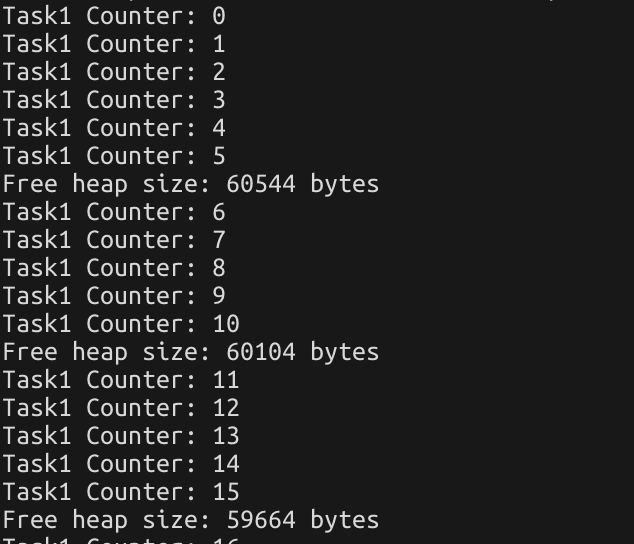 Task1 Counter: 0
Task1 Counter: 1
Task1 Counter: 2
Task1 Counter: 3
Task1 Counter: 4
Task1 Counter: 5
Free heap size: 60544 bytes
Task1 Counter: 6
Task1 Counter: 7
Task1 Counter: 8
Task1 Counter: 9
Task1 Counter: 10
Free heap size: 60104 bytes
Task1 Counter: 11
Task1 Counter: 12
Task1 Counter: 13
Task1 Counter: 14
Task1 Counter: 15
Free heap size: 59664 bytes
Task1 Counter: 16